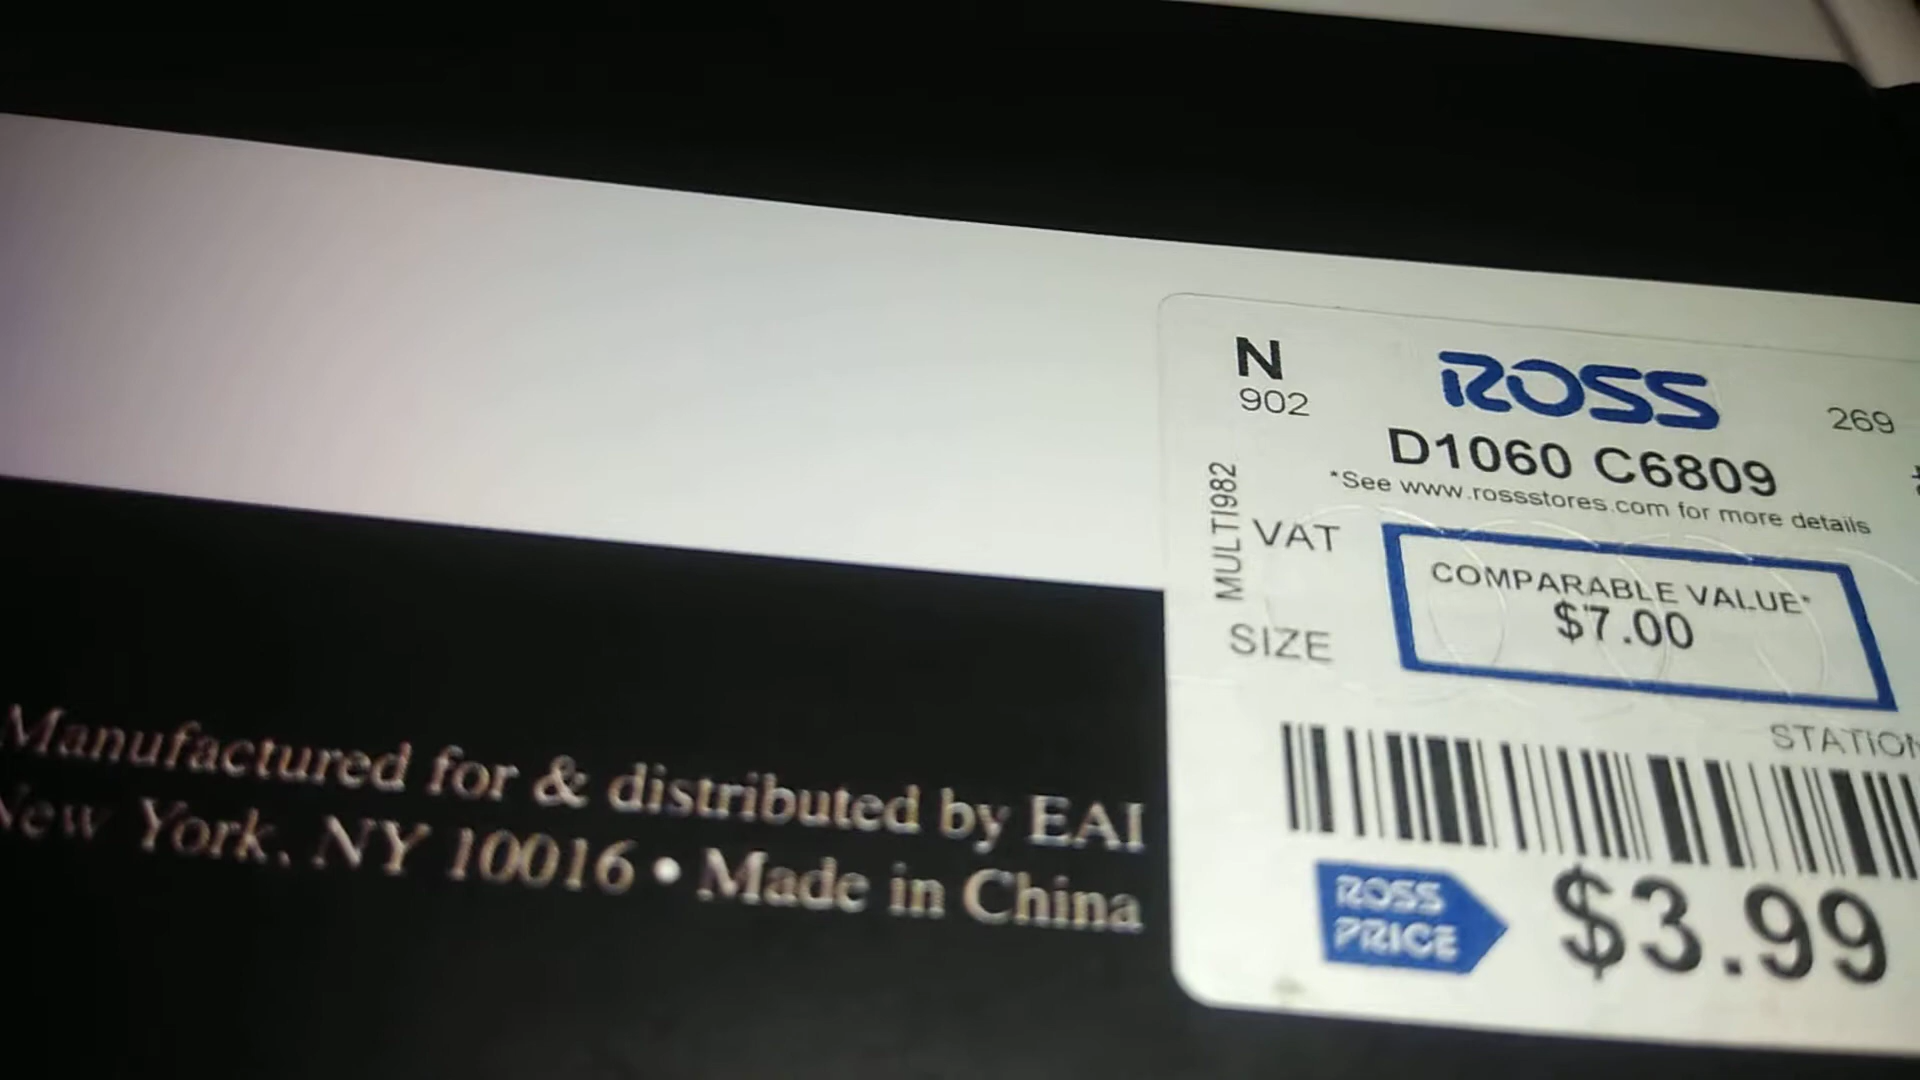 N
902
ROSS
269
D1060 C6809
*See www.rossstores.com for more details
MULTI982
VAT
SIZE
COMPARABLE VALUE*
$7.00
ROSS
PRICE
$3.99
Manufactured for & distributed by EAI
New York, NY 10016 • Made in China